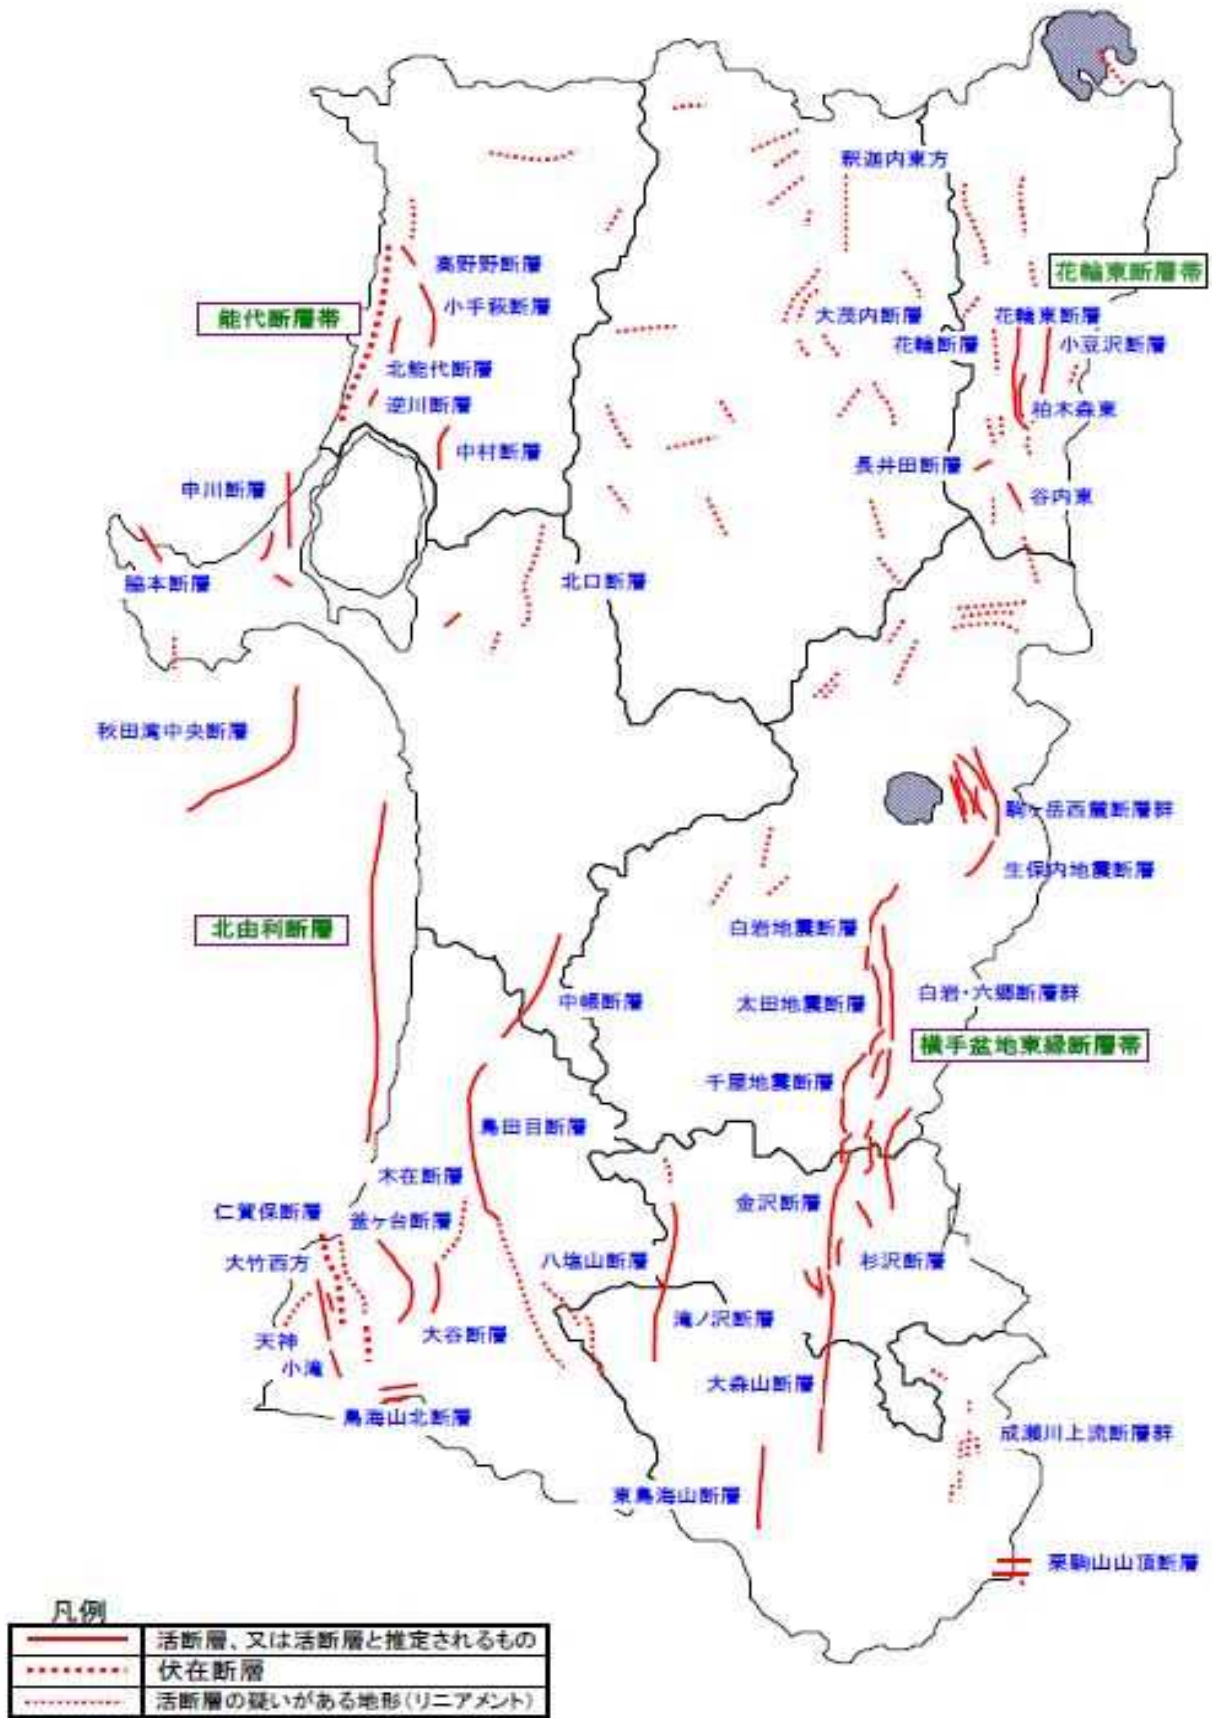 釈迦内東方
花輪東断層帯
高野野断層
小手萩断層
能代断層帯
大茂内断層
花輪東断層
花輪断層
小豆沢断層
北能代断層
逆川断層
柏木森東
中村断層
長井田断層
申川断層
谷内東
脇本断層
北口断層
秋田湾中央断層
駒ヶ岳西麓断層群
生保内地震断層
北由利断層
白岩地震断層
中帳断層
太田地震断層
白岩・六郷断層群
横手盆地東縁断層帯
千屋地震断層
鳥田目断層
木在断層
仁賀保断層
釜ヶ台断層
金沢断層
大竹西方
八塩山断層
杉沢断層
天神
大谷断層
滝ノ沢断層
小滝
大森山断層
鳥海山北断層
成瀬川上流断層群
東鳥海山断層
栗駒山山頂断層
凡例
活断層、又は活断層と推定されるもの
伏在断層
活断層の疑いがある地形(リニアメント)